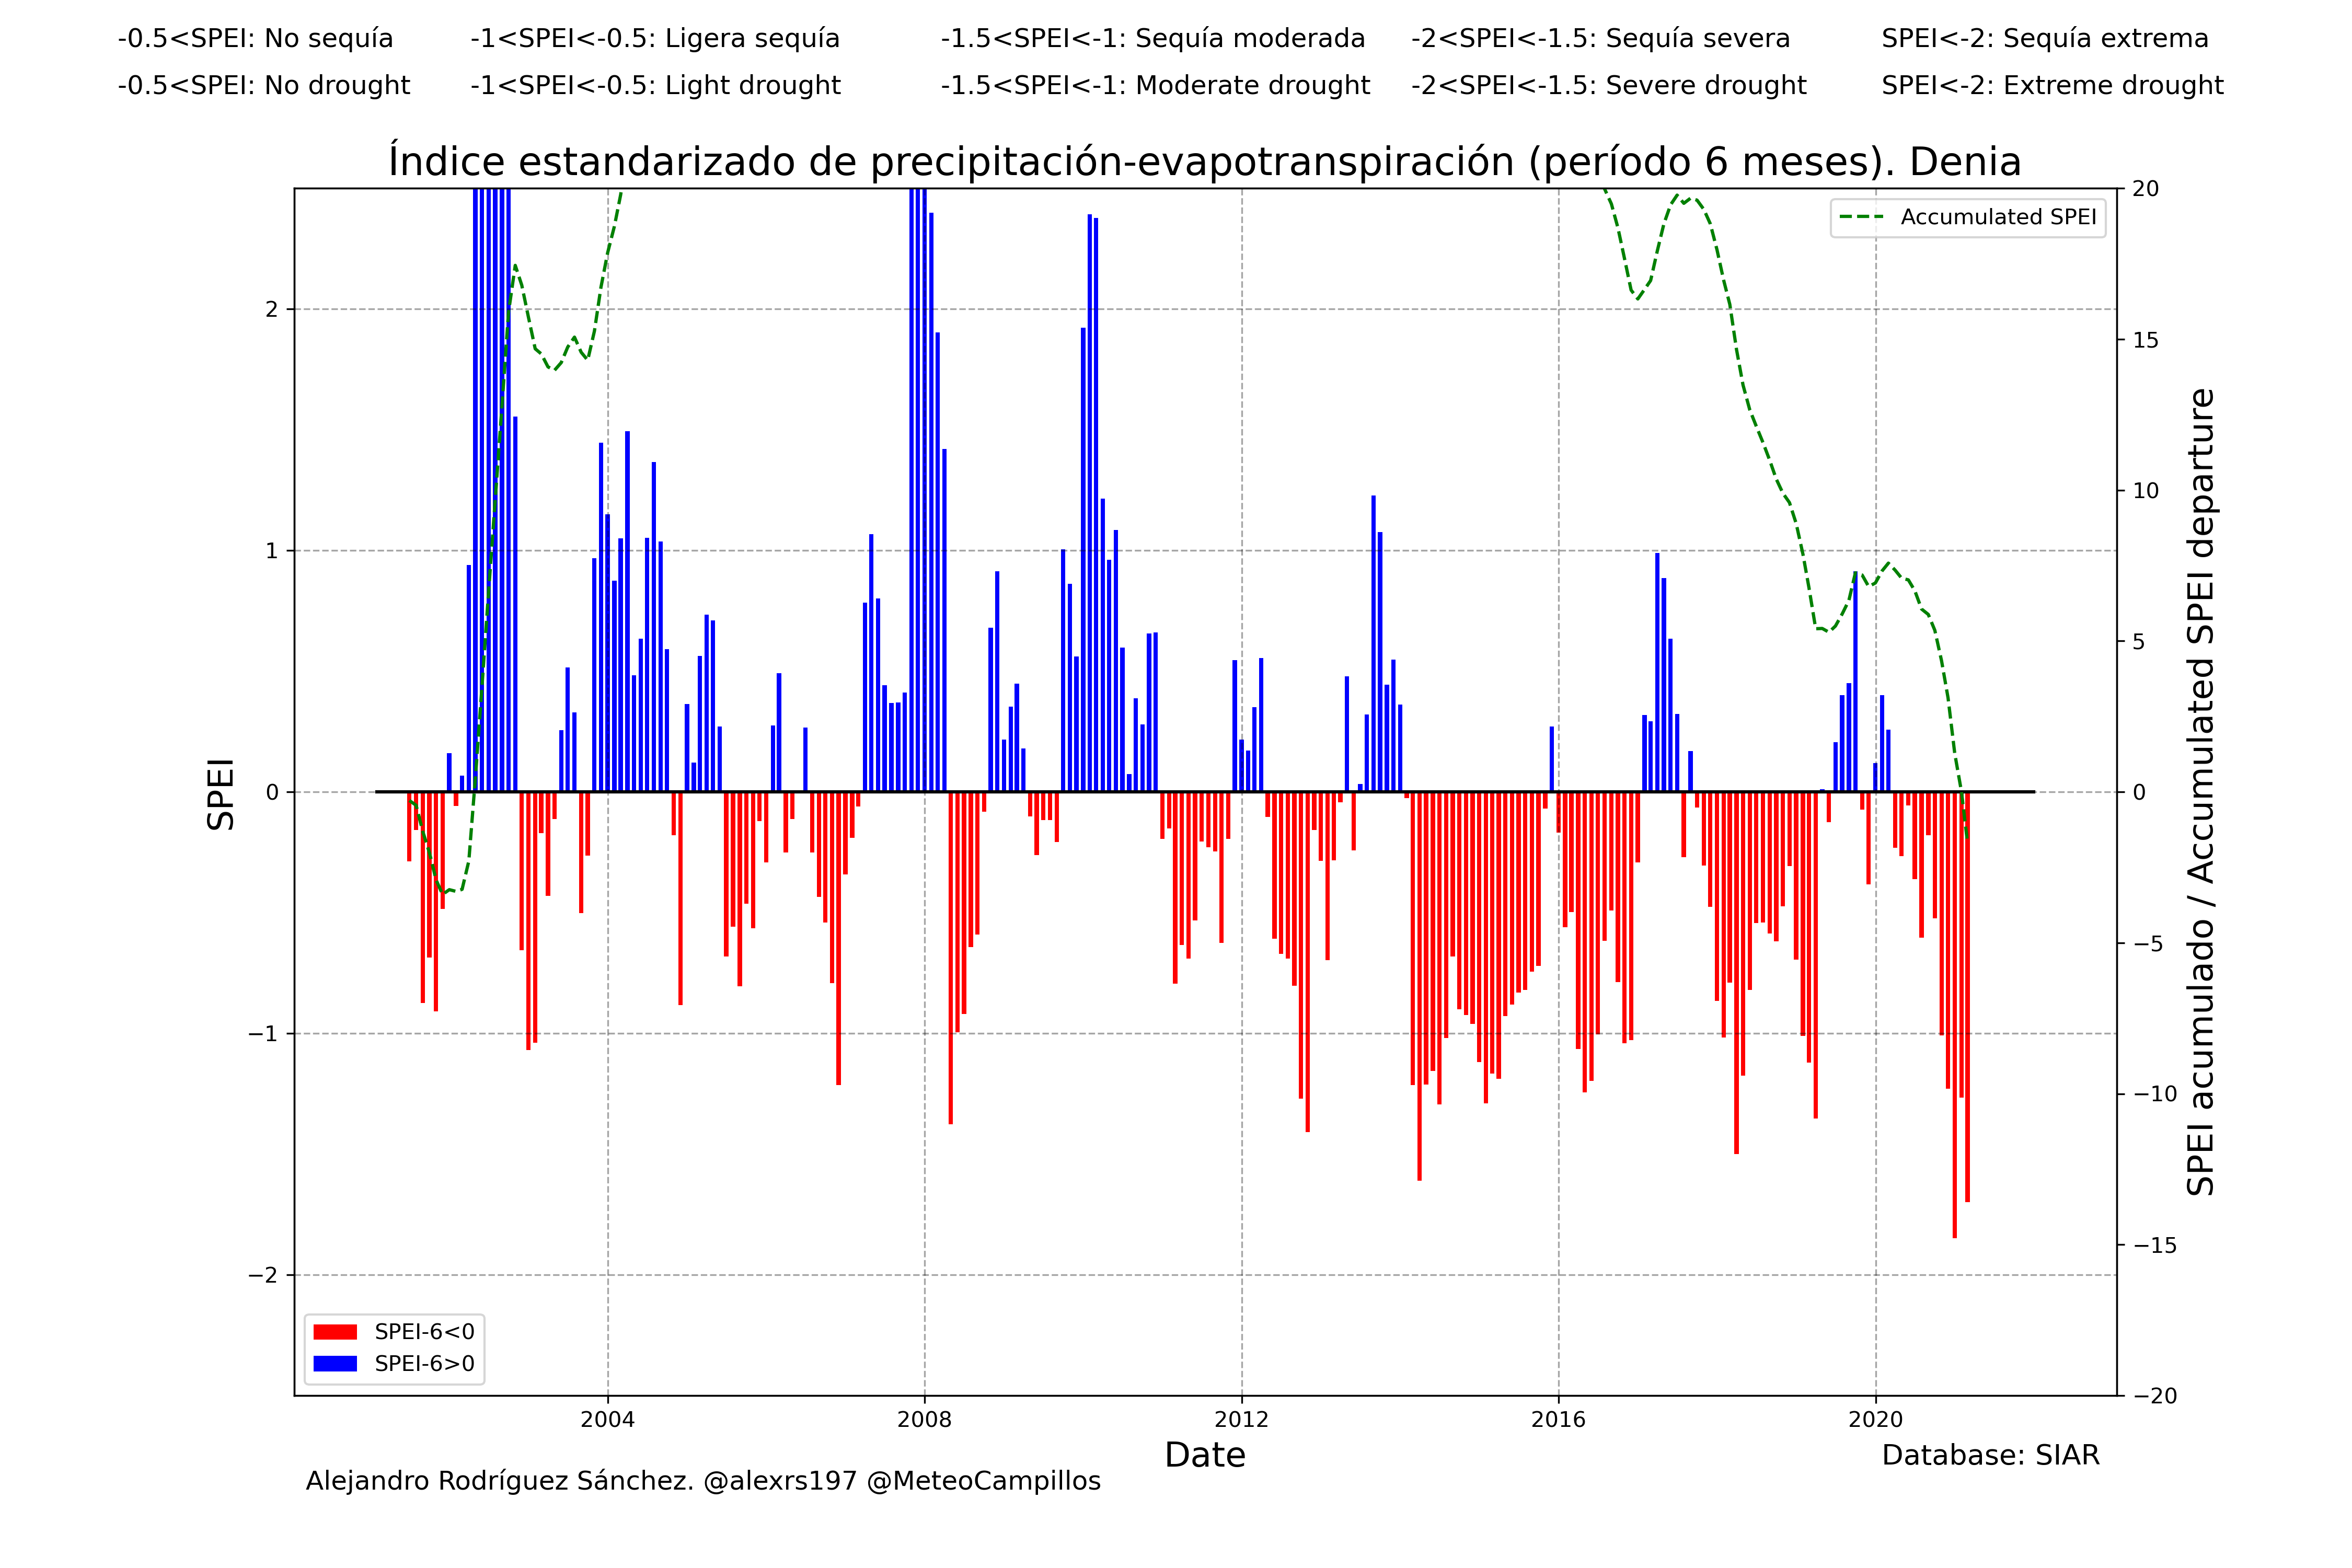 -0.5<SPEI: No sequía -1<SPEI<-0.5: Ligera sequía -1.5<SPEI<-1: Sequía moderada -2<SPEI<-1.5: Sequía severa SPEI<-2: Sequía extrema
-0.5<SPEI: No drought -1<SPEI<-0.5: Light drought -1.5<SPEI<-1: Moderate drought -2<SPEI<-1.5: Severe drought SPEI<-2: Extreme drought
Índice estandarizado de precipitación-evapotranspiración (período 6 meses). Denia
Accumulated SPEI
SPEI
2
1
0
−1
−2
20
15
10
5
0
−5
−10
−15
−20
SPEI acumulado / Accumulated SPEI departure
SPEI-6<0
SPEI-6>0
2004 2008 2012 2016 2020
Date
Database: SIAR
Alejandro Rodríguez Sánchez. @alexrs197 @MeteoCampillos